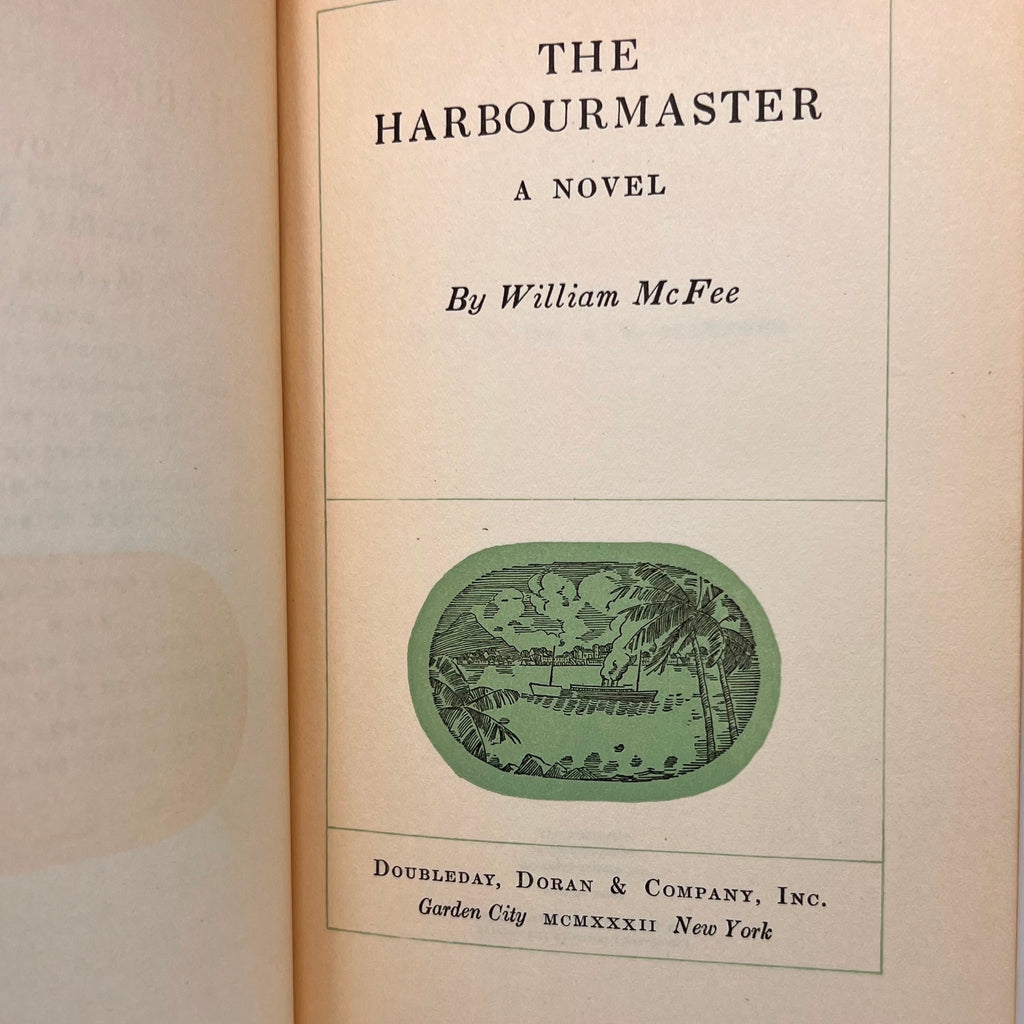 THE
HARBOURMASTER
A NOVEL
By William McFee
DOUBLEDAY, DORAN & COMPANY, INC.
Garden City MCMXXXII New York